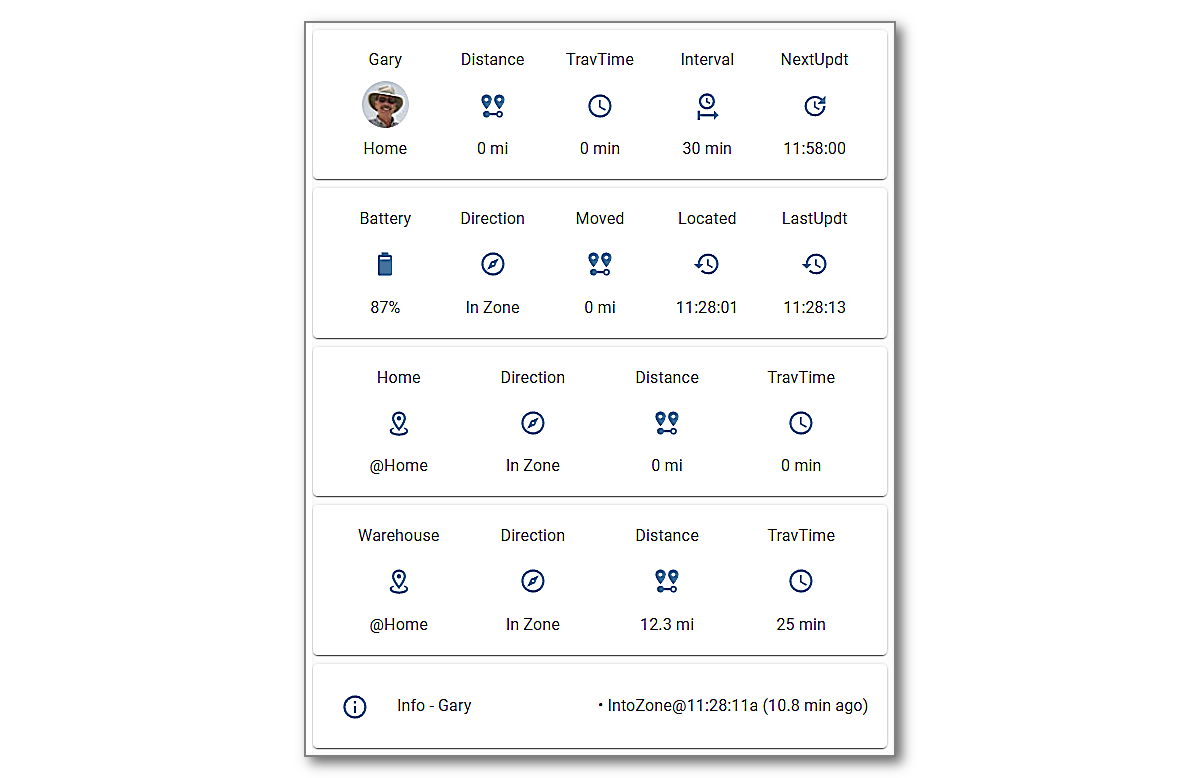 Gary Distance TravTime Interval NextUpdt
Home 0 mi 0 min 30 min 11:58:00
Battery Direction Moved Located LastUpdt
87% In Zone 0 mi 11:28:01 11:28:13
Home Direction Distance TravTime
@Home In Zone 0 mi 0 min
Warehouse Direction Distance TravTime
@Home In Zone 12.3 mi 25 min
Info - Gary • IntoZone@11:28:11a (10.8 min ago)